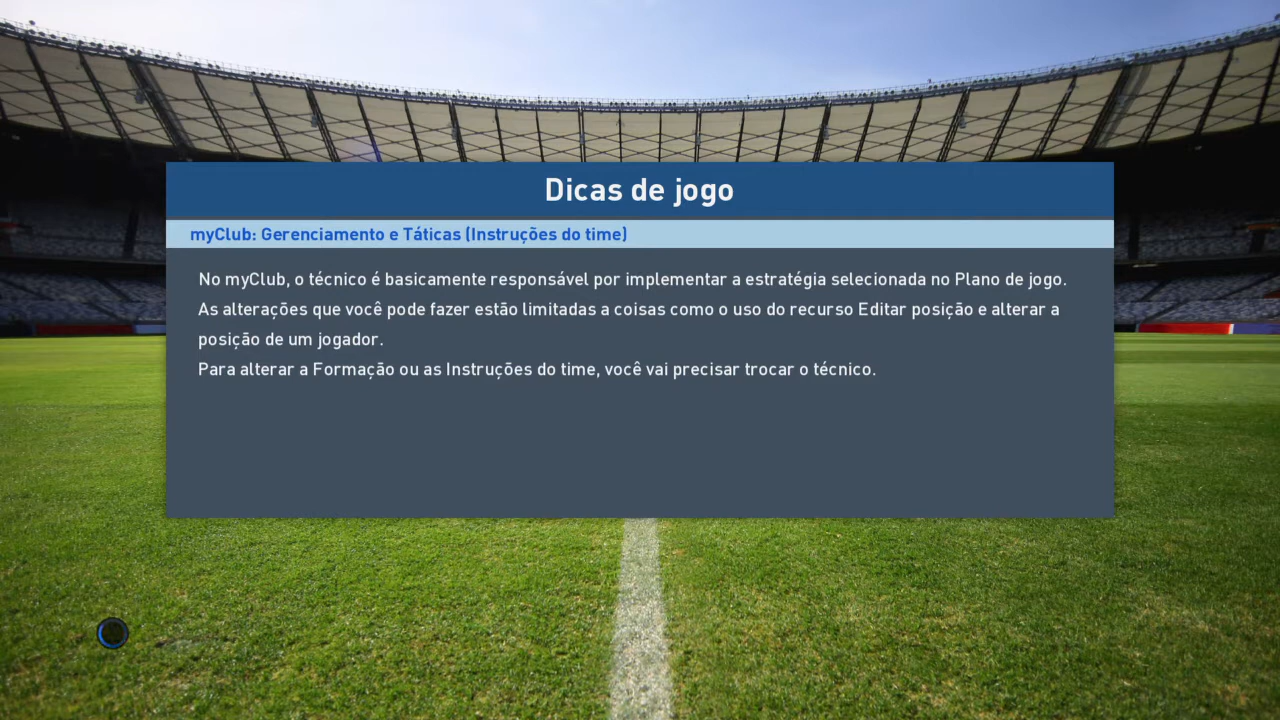 Dicas de jogo
myClub: Gerenciamento e Táticas (Instruções do time)
No myClub, o técnico é basicamente responsável por implementar a estratégia selecionada no Plano de jogo.
As alterações que você pode fazer estão limitadas a coisas como o uso do recurso Editar posição e alterar a
posição de um jogador.
Para alterar a Formação ou as Instruções do time, você vai precisar trocar o técnico.